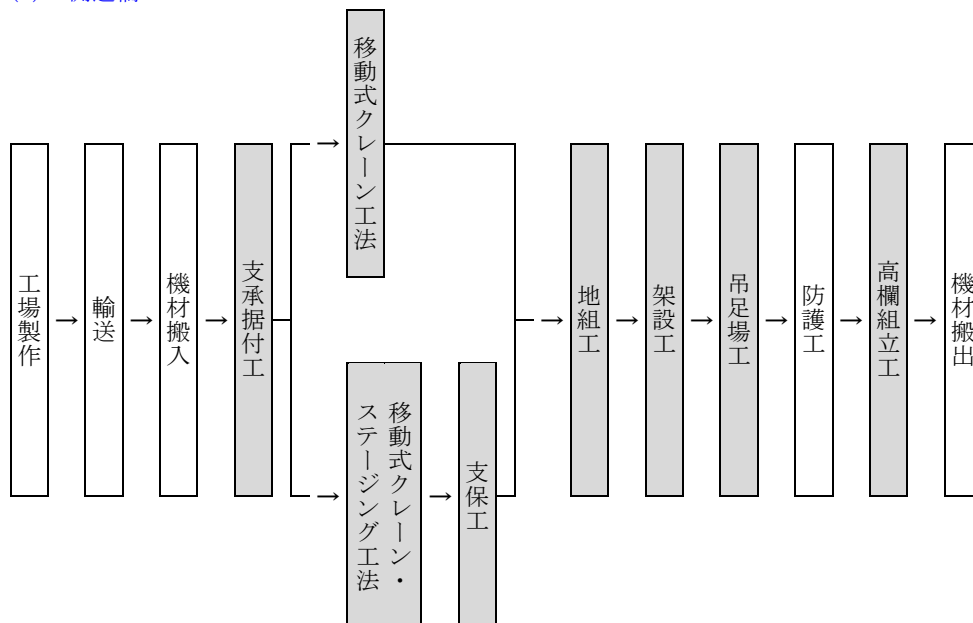 工場製作
輸送
機材搬入
支承据付工
移動式クレーン工法
移動式クレーン・
ステージング工法
支保工
地組工
架設工
吊足場工
防護工
高欄組立工
機材搬出